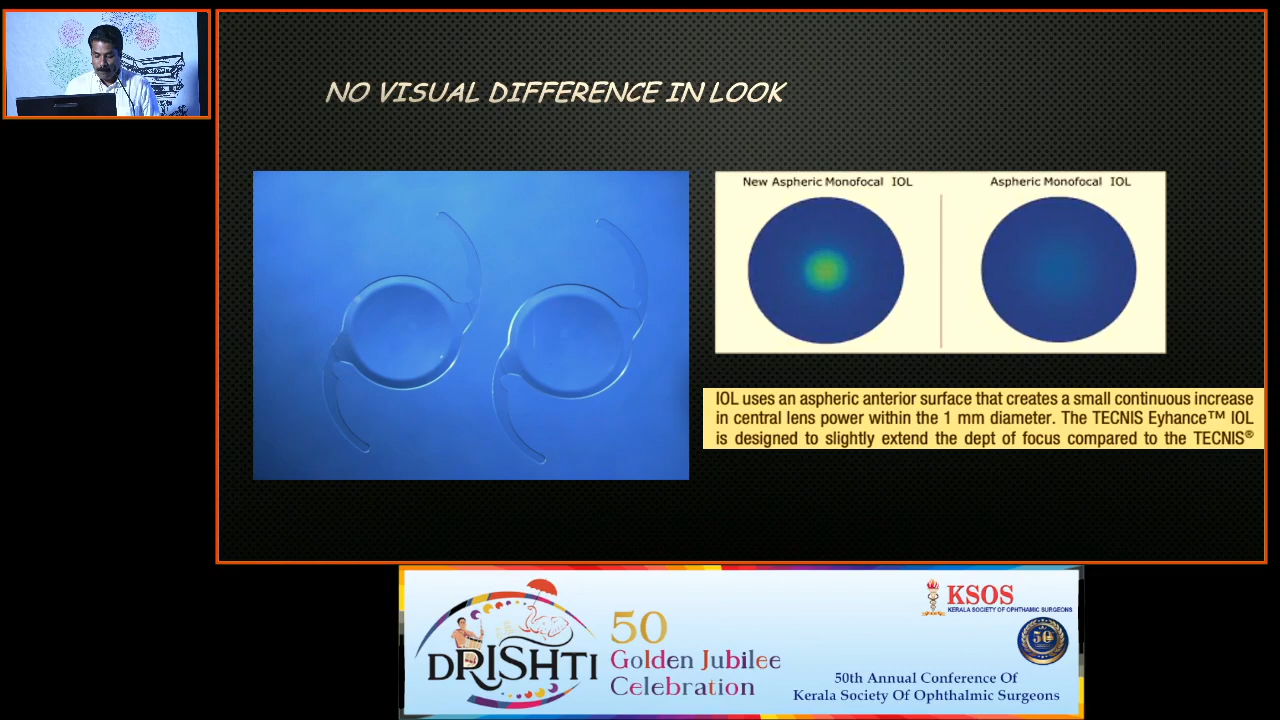 NO VISUAL DIFFERENCE IN LOOK
New Aspheric Monofocal IOL
Aspheric Monofocal IOL
IOL uses an aspheric anterior surface that creates a small continuous increase
in central lens power within the 1 mm diameter. The TECNIS Eyhance™ IOL
is designed to slightly extend the dept of focus compared to the TECNIS®
DRISHTI
50
Golden Jubilee
Celebration
KSOS
KERALA SOCIETY OF OPHTHAMIC SURGEONS
50
50th Annual Conference Of
Kerala Society Of Ophthalmic Surgeons